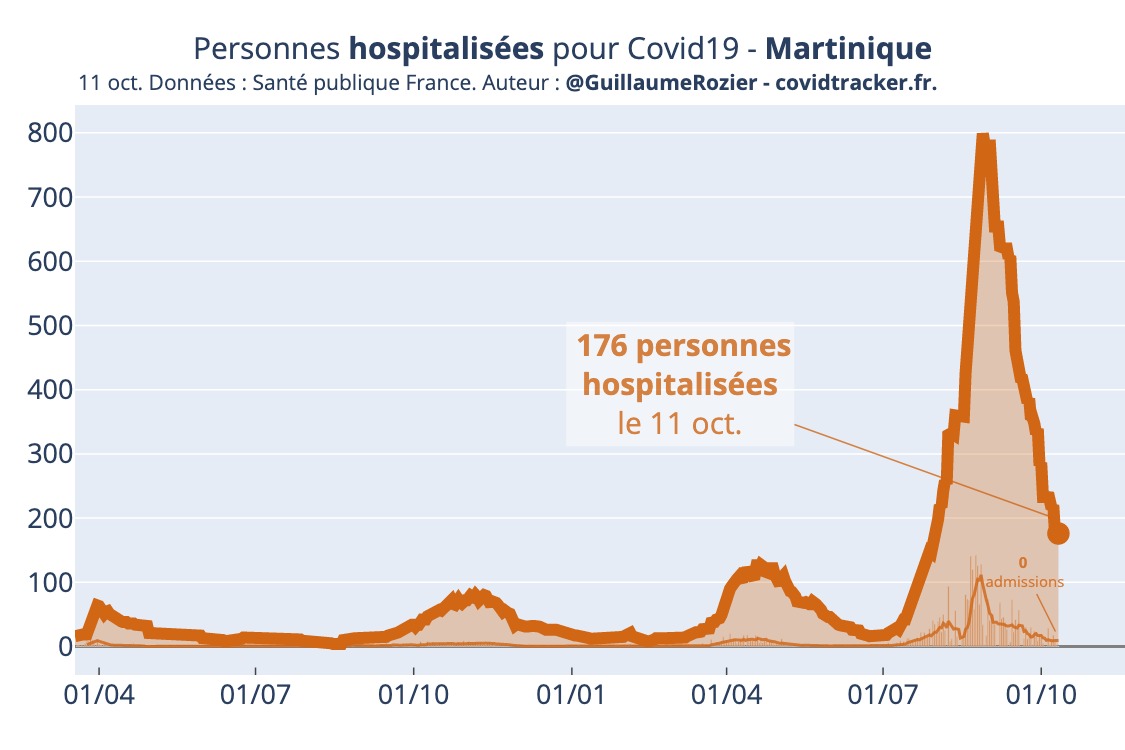 Personnes hospitalisées pour Covid19 - Martinique
11 oct. Données : Santé publique France. Auteur : @GuillaumeRozier - covidtracker.fr.
800
700
600
500
400
300
200
100
0
176 personnes
hospitalisées
le 11 oct.
0
admissions
01/04 01/07 01/10 01/01 01/04 01/07 01/10